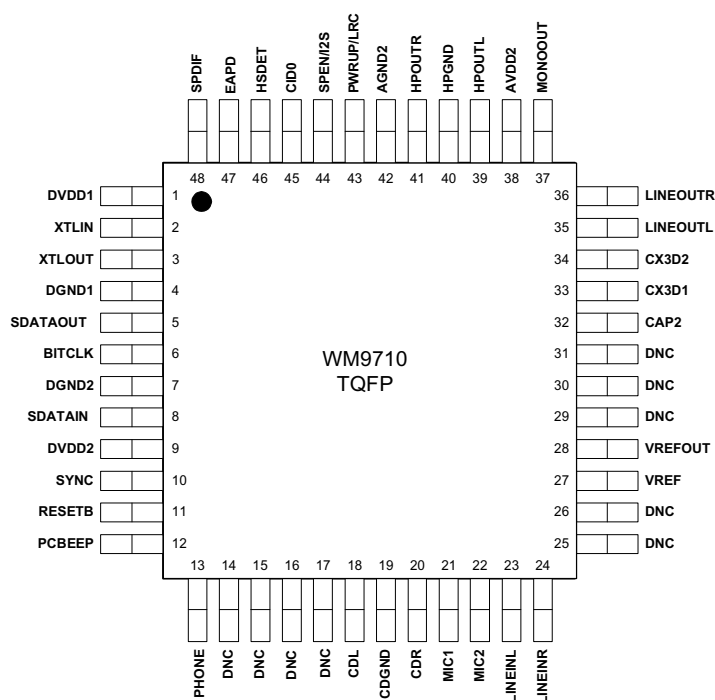 SPDIF
EAPD
HSDET
CID0
SPEN/I2S
PWRUP/LRC
AGND2
HPOUTR
HPGND
HPOUTL
AVDD2
MONOOUT
48 47 46 45 44 43 42 41 40 39 38 37
DVDD1 1 36 LINEOUTR
XTLIN 2 35 LINEOUTL
XTLOUT 3 34 CX3D2
DGND1 4 33 CX3D1
SDATAOUT 5 32 CAP2
BITCLK 6 31 DNC
DGND2 7 30 DNC
SDATAIN 8 29 DNC
DVDD2 9 28 VREFOUT
SYNC 10 27 VREF
RESETB 11 26 DNC
PCBEEP 12 25 DNC
WM9710
TQFP
13 14 15 16 17 18 19 20 21 22 23 24
PHONE
DNC
DNC
DNC
DNC
CDL
CDGND
CDR
MIC1
MIC2
LINEINL
LINEINR